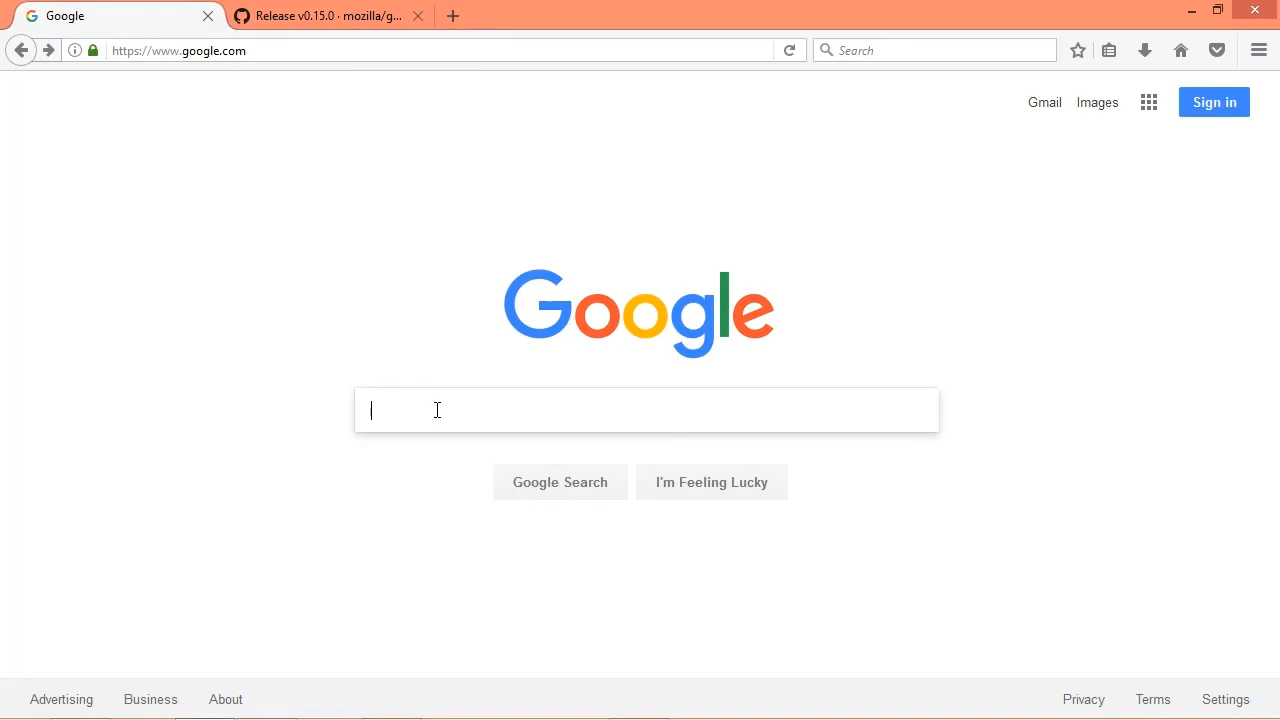 Google
Release v0.15.0 · mozilla/g...
https://www.google.com
Search
Gmail
Images
Sign in
Google
Google Search
I'm Feeling Lucky
Advertising
Business
About
Privacy
Terms
Settings